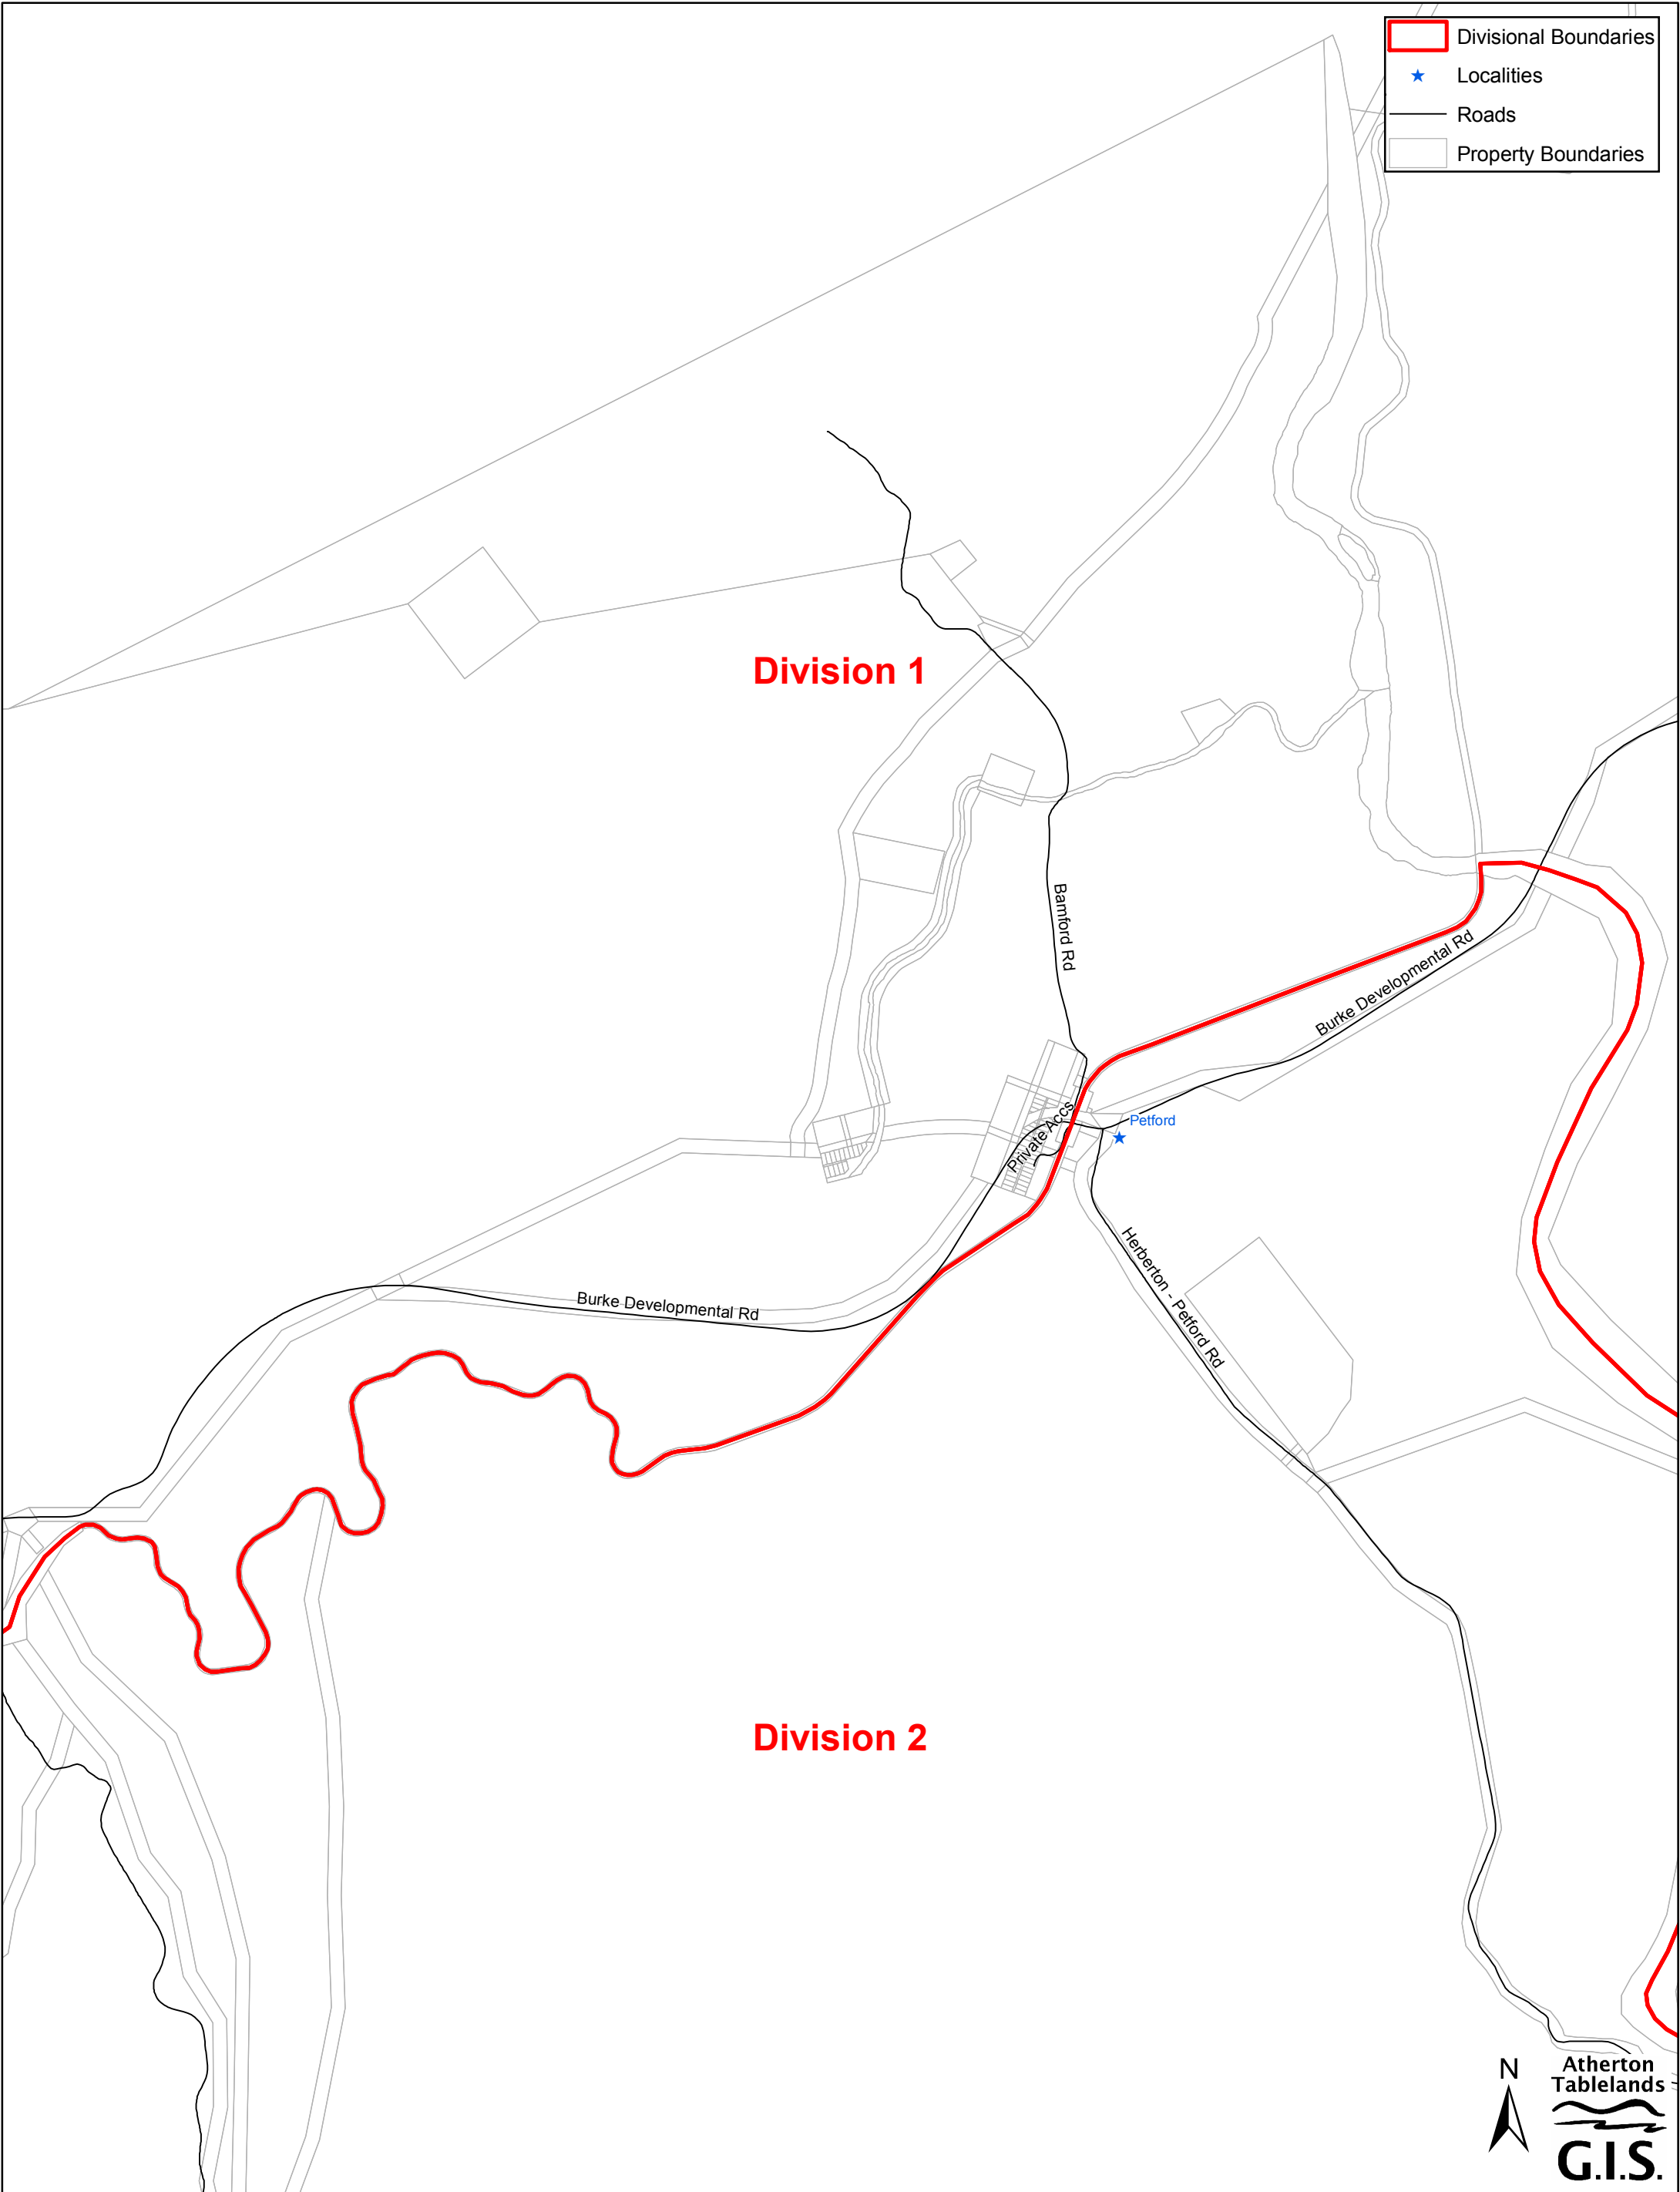 Divisional Boundaries
Localities
Roads
Property Boundaries
Division 1
Bamford Rd
Burke Developmental Rd
Private Accs
Petford
Herberton - Petford Rd
Burke Developmental Rd
Division 2
N
Atherton
Tablelands
G.I.S.